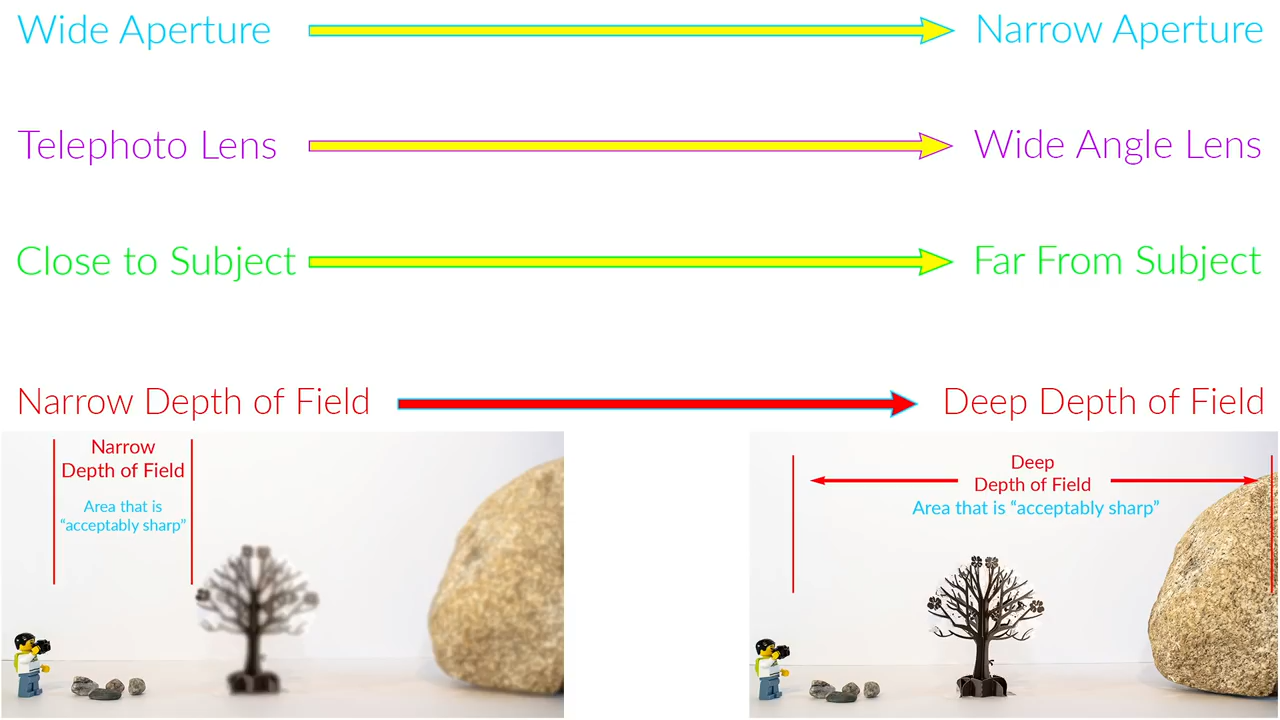 Wide Aperture
Narrow Aperture
Telephoto Lens
Wide Angle Lens
Close to Subject
Far From Subject
Narrow Depth of Field
Deep Depth of Field
Narrow
Depth of Field
Area that is
“acceptably sharp”
Deep
Depth of Field
Area that is “acceptably sharp”